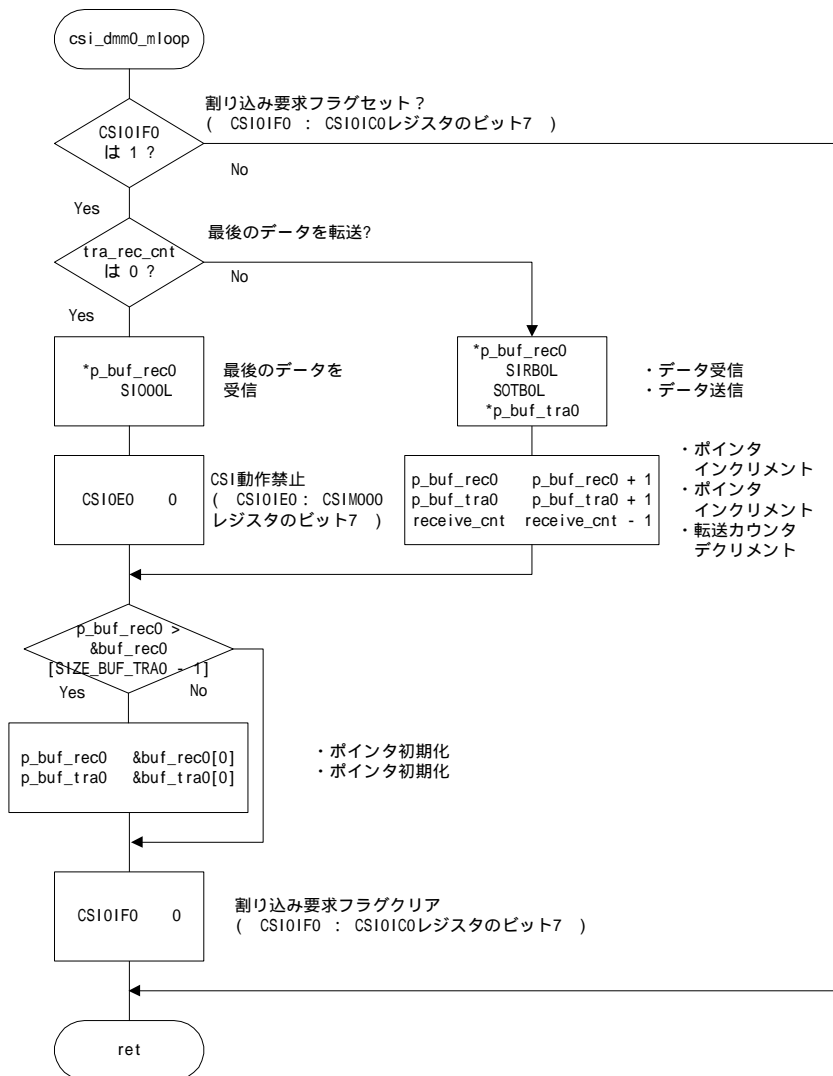 csi_dmm0_mloop
割り込み要求フラグセット？
( CSI0IF0 : CSI0IC0レジスタのビット7 )
CSI0IF0
は 1 ?
No
Yes
最後のデータを転送?
tra_rec_cnt
は 0 ?
No
Yes
*p_buf_rec0
SIO00L
最後のデータを
受信
*p_buf_rec0
SIRB0L
SOTB0L
*p_buf_tra0
・データ受信
・データ送信
CSI0E0 0
CSI動作禁止
( CSI0IE0 : CSIM000
レジスタのビット7 )
p_buf_rec0 p_buf_rec0 + 1
p_buf_tra0 p_buf_tra0 + 1
receive_cnt receive_cnt - 1
・ポインタ
インクリメント
・ポインタ
インクリメント
・転送カウンタ
デクリメント
p_buf_rec0 >
&buf_rec0
[SIZE_BUF_TRA0 - 1]
Yes No
p_buf_rec0 &buf_rec0[0]
p_buf_tra0 &buf_tra0[0]
・ポインタ初期化
・ポインタ初期化
CSI0IF0 0
割り込み要求フラグクリア
( CSI0IF0 : CSI0IC0レジスタのビット7 )
ret